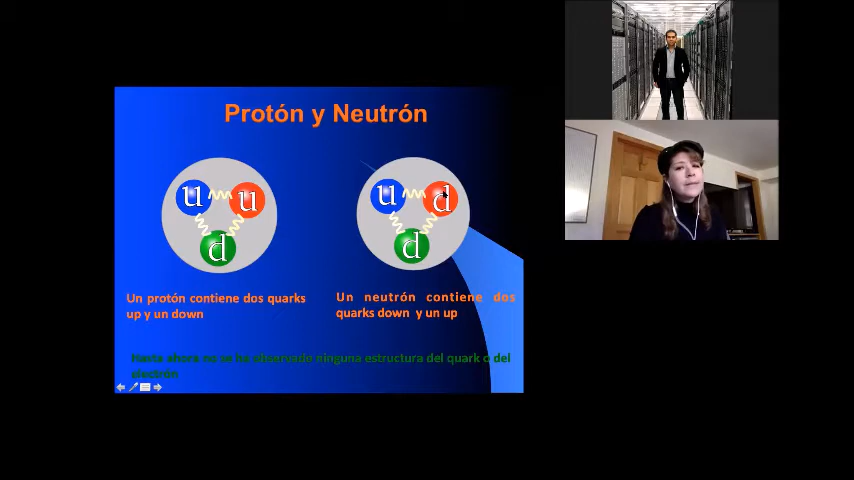 Protón y Neutrón
u u
d
u d
d
Un protón contiene dos quarks
up y un down
Un neutrón contiene dos
quarks down y un up
Hasta ahora no se ha observado ninguna estructura del quark o del
electrón